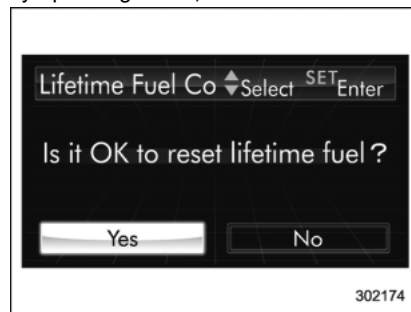 Lifetime Fuel Co Select SET Enter
Is it OK to reset lifetime fuel?
Yes No
302174